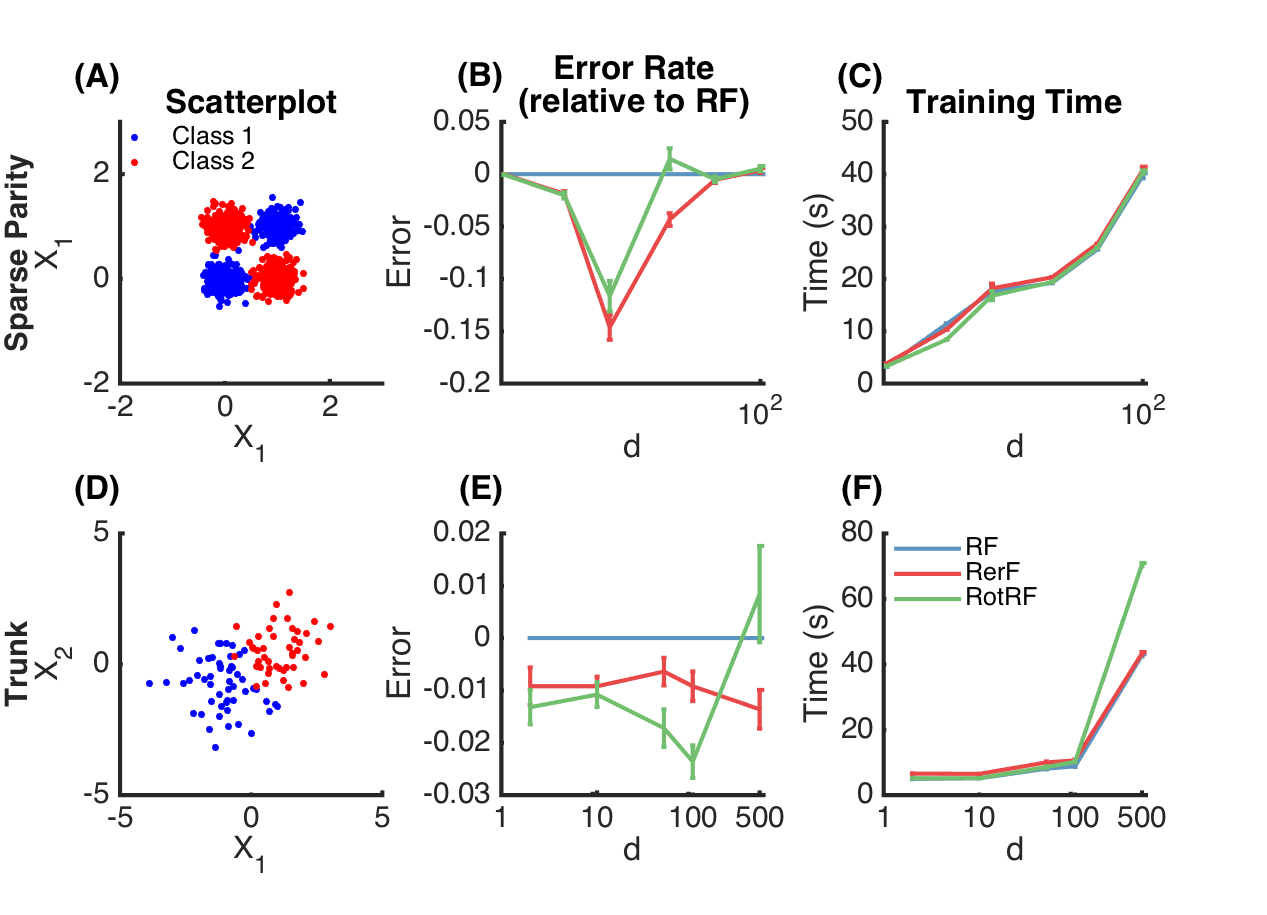 (A)
Scatterplot
Class 1
Class 2
Sparse Parity
X1
2
0
-2
-2
0
2
X1
(B)
Error Rate
(relative to RF)
Error
0.05
0
-0.05
-0.1
-0.15
-0.2
10^2
d
(C)
Training Time
Time (s)
50
40
30
20
10
0
10^2
d
(D)
Trunk
X2
5
0
-5
-5
0
5
X1
(E)
Error
0.02
0.01
0
-0.01
-0.02
-0.03
1
10
100
500
d
(F)
RF
RerF
RotRF
Time (s)
80
60
40
20
0
1
10
100
500
d